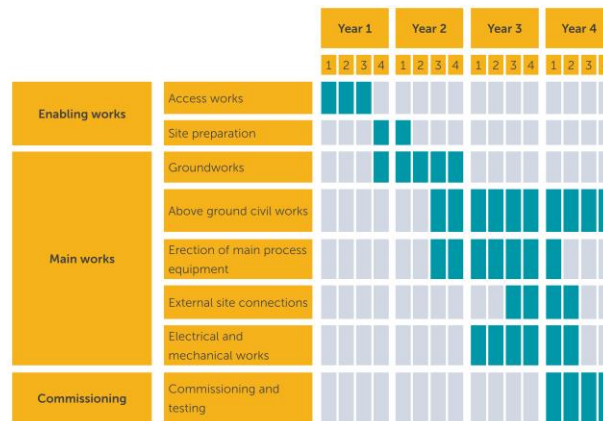 Year 1 Year 2 Year 3 Year 4
1 2 3 4 1 2 3 4 1 2 3 4 1 2 3
Enabling works
Access works
Site preparation
Main works
Groundworks
Above ground civil works
Erection of main process
equipment
External site connections
Electrical and
mechanical works
Commissioning
Commissioning and
testing